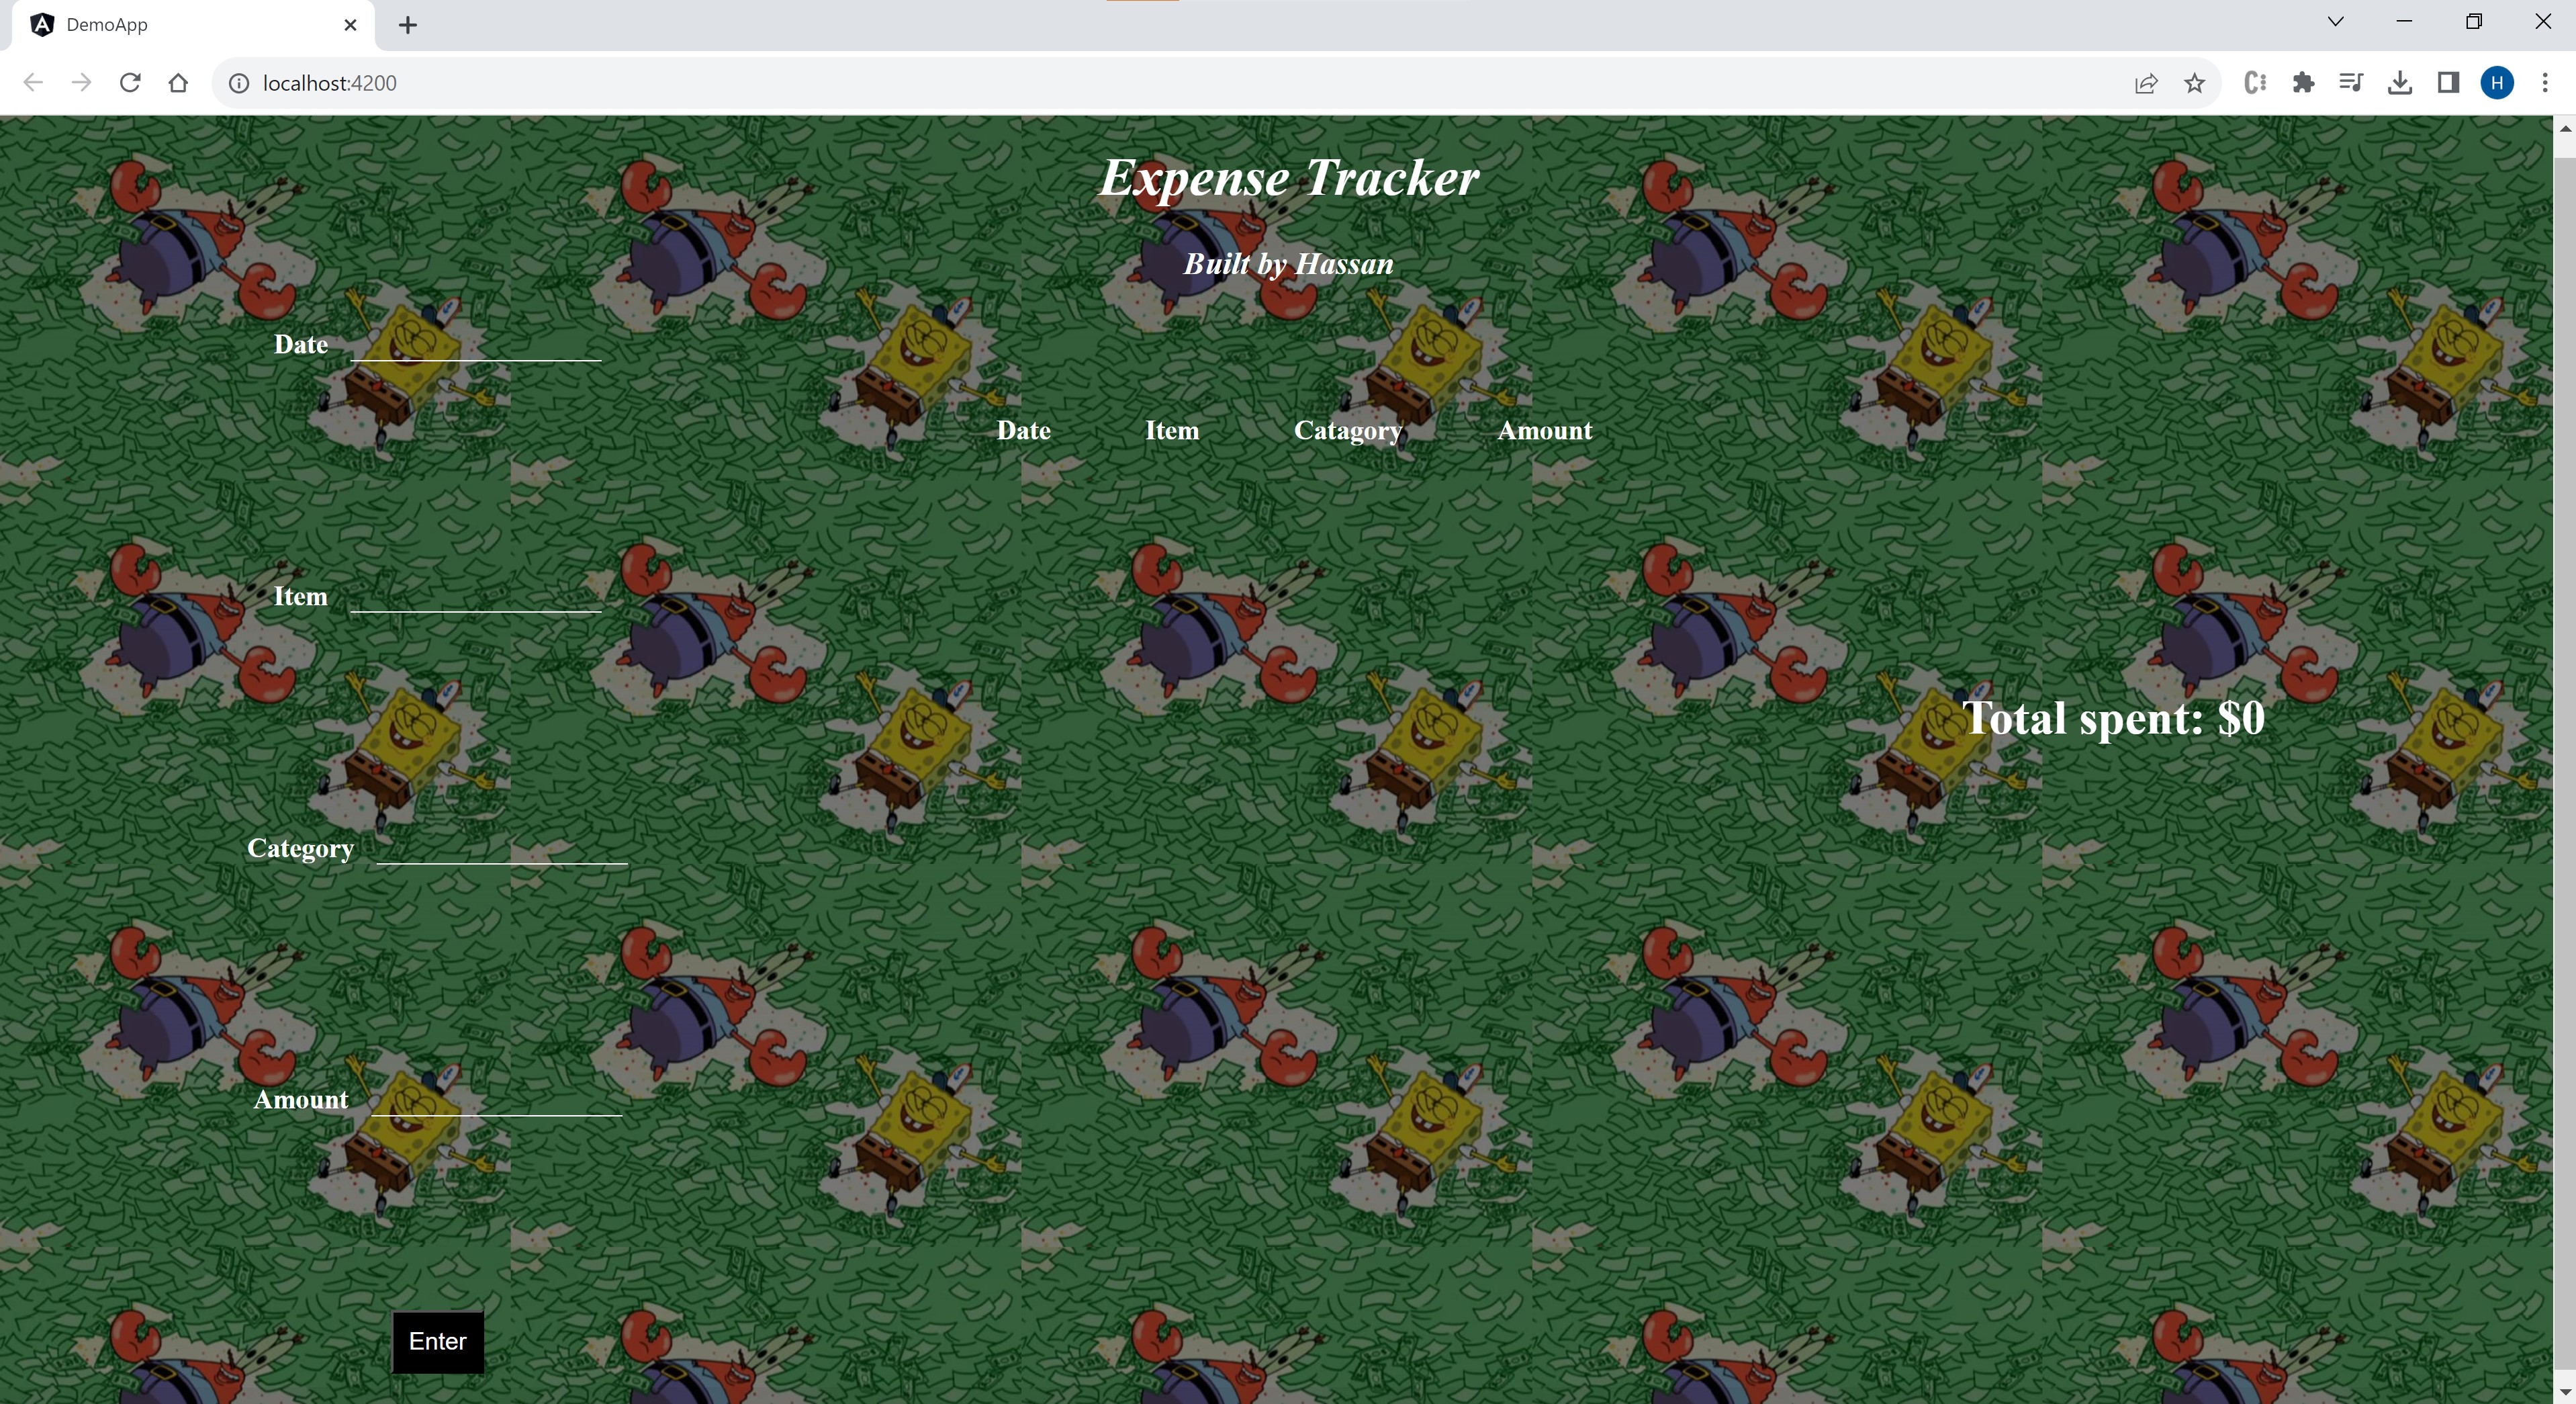 DemoApp
localhost:4200
H
Expense Tracker
Built by Hassan
Date
Date Item Catagory Amount
Item
Total spent: $0
Category
Amount
Enter